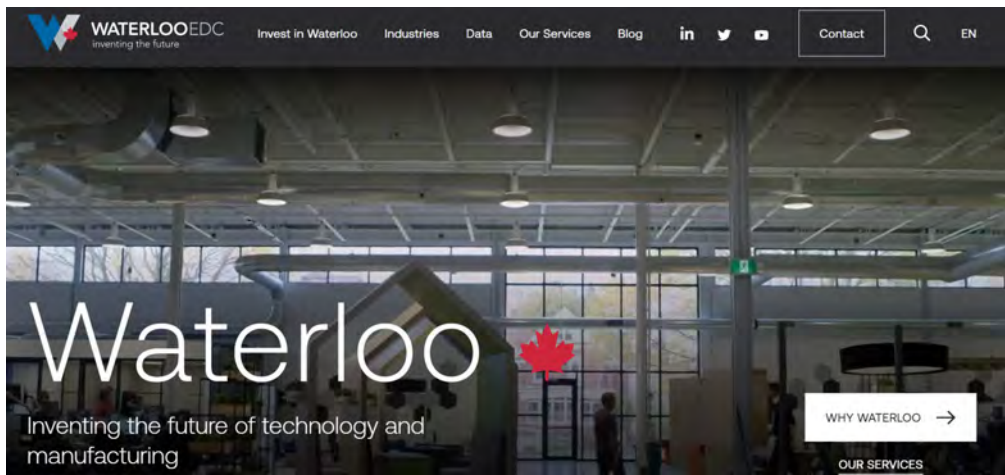 WATERLOOEDC
inventing the future
Invest in Waterloo
Industries
Data
Our Services
Blog
in
Contact
EN
Waterloo
Inventing the future of technology and
manufacturing
WHY WATERLOO →
OUR SERVICES